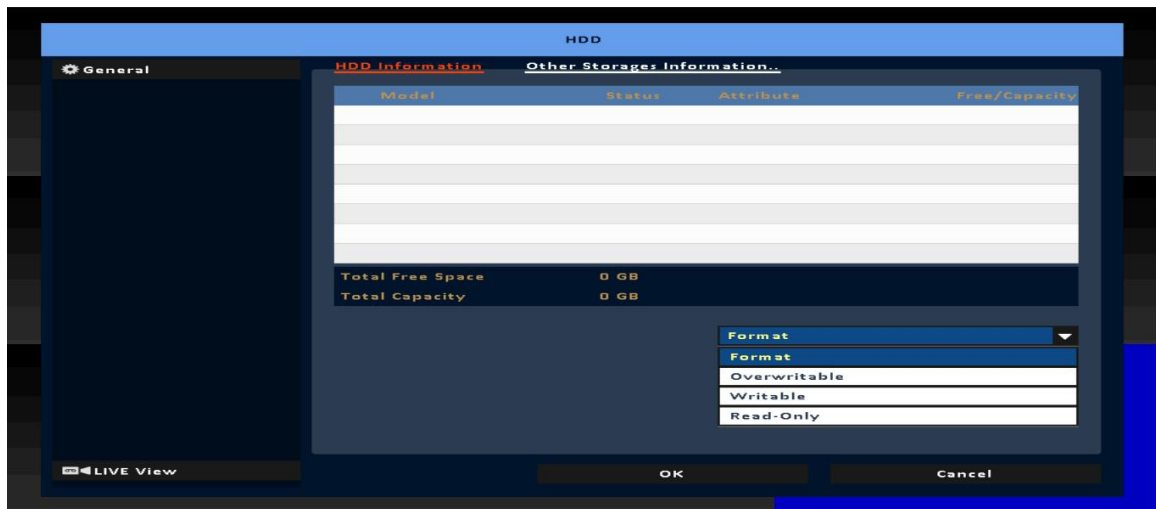 HDD
General
HDD Information Other Storages Information..
Model Status Attribute Free/Capacity
Total Free Space 0 GB
Total Capacity 0 GB
Format
Format
Overwritable
Writable
Read-Only
LIVE View OK Cancel